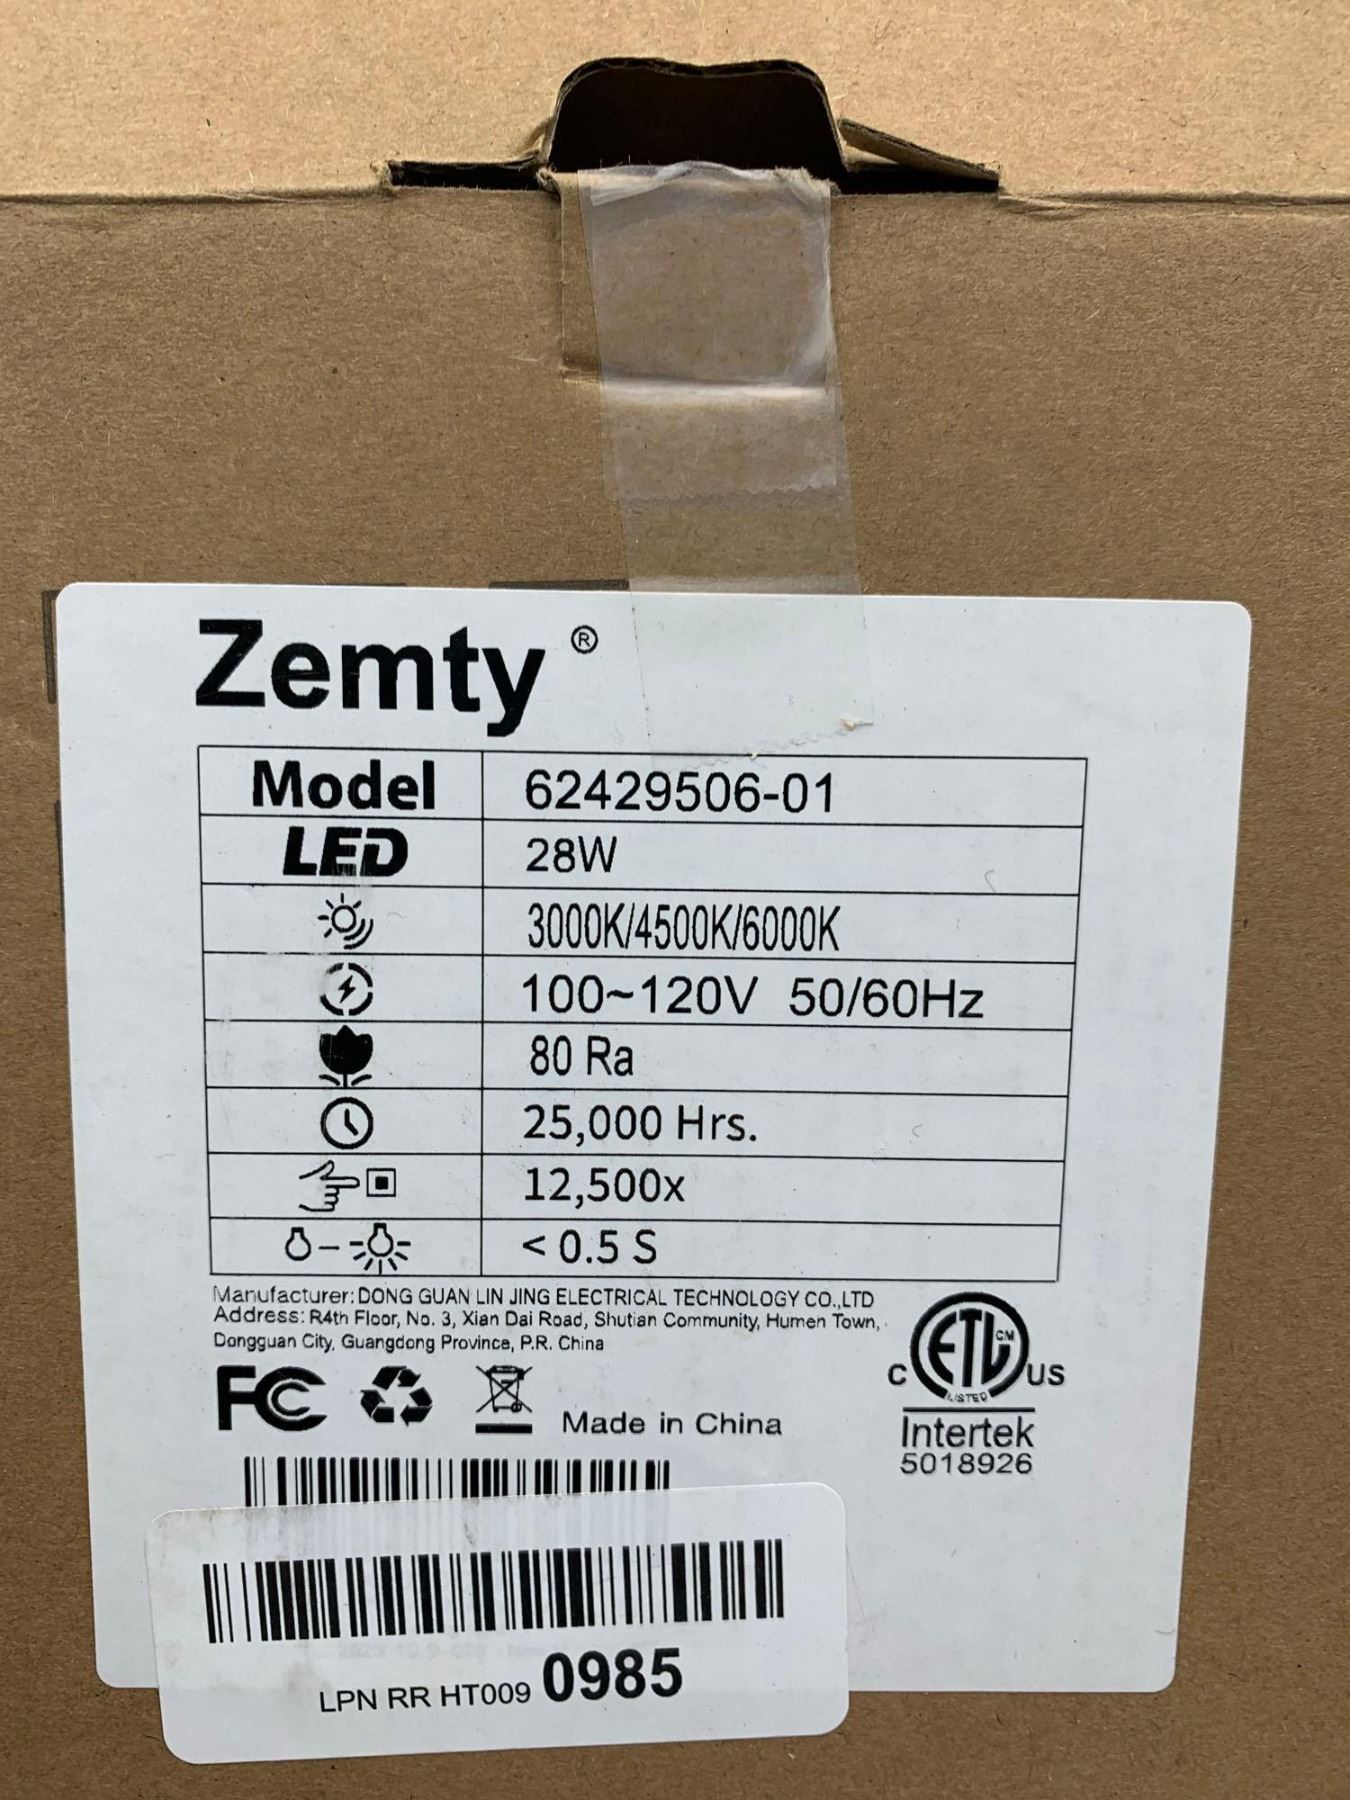 Zemty ®
Model 62429506-01
LED 28W
3000K/4500K/6000K
100~120V 50/60Hz
80 Ra
25,000 Hrs.
12,500x
< 0.5 S
Manufacturer: DONG GUAN LIN JING ELECTRICAL TECHNOLOGY CO.,LTD
Address: R4th Floor, No. 3, Xian Dai Road, Shutian Community, Humen Town,
Dongguan City, Guangdong Province, P.R. China
FC
Made in China
ETL CM
LISTED
C US
Intertek
5018926
LPN RR HT009 0985